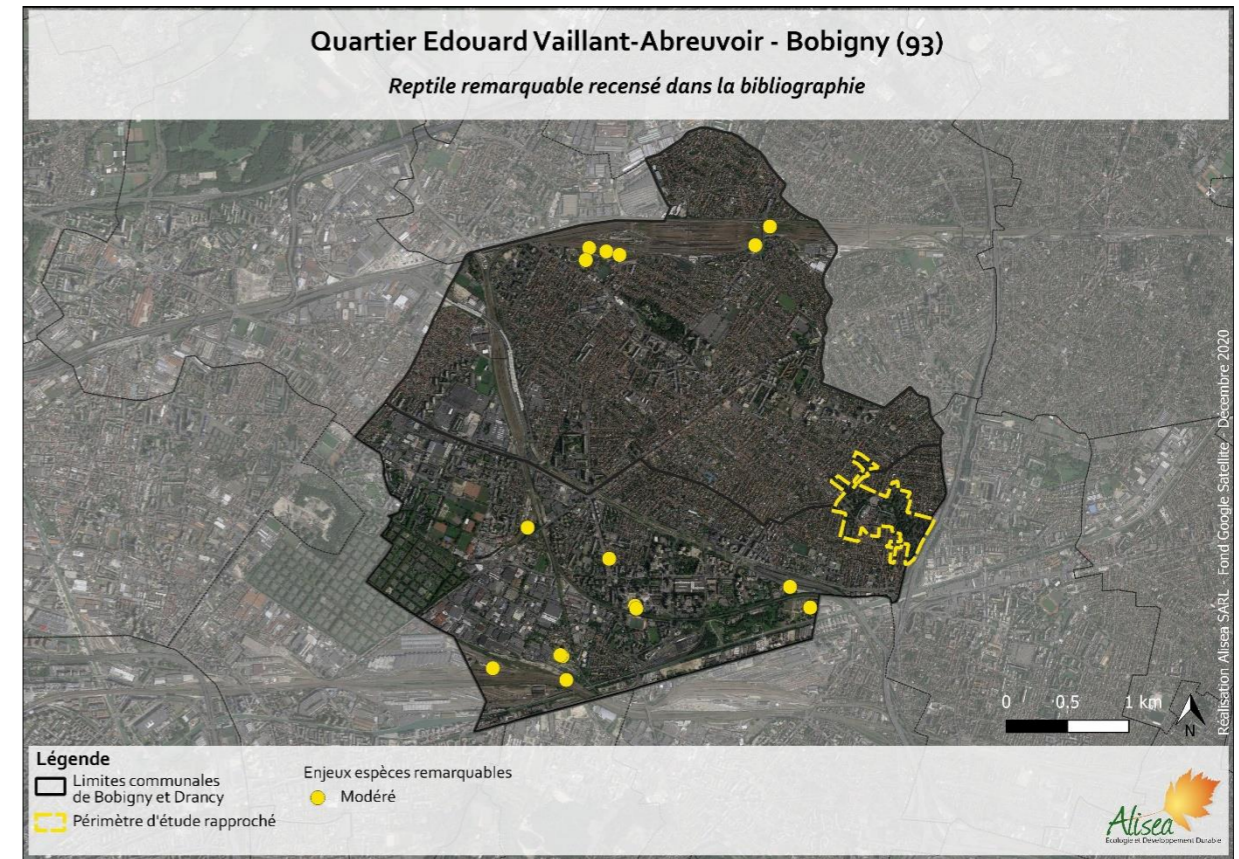 Quartier Edouard Vaillant-Abreuvoir - Bobigny (93)
Reptile remarquable recensé dans la bibliographie
Réalisation Alisea SARL - Fond Google Satellite - Décembre 2020
0 0.5 1 km
N
Légende
Limites communales
de Bobigny et Drancy
Périmètre d'étude rapproché
Enjeux espèces remarquables
Modéré
Alisea
Ecologie et Développement Durable